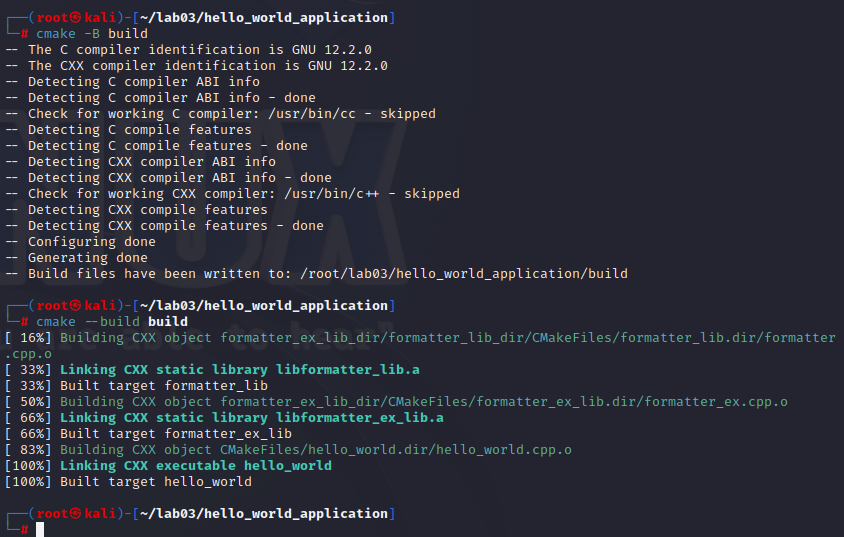 ┌──(root㉿kali)-[~/lab03/hello_world_application]
└─# cmake -B build
-- The C compiler identification is GNU 12.2.0
-- The CXX compiler identification is GNU 12.2.0
-- Detecting C compiler ABI info
-- Detecting C compiler ABI info - done
-- Check for working C compiler: /usr/bin/cc - skipped
-- Detecting C compile features
-- Detecting C compile features - done
-- Detecting CXX compiler ABI info
-- Detecting CXX compiler ABI info - done
-- Check for working CXX compiler: /usr/bin/c++ - skipped
-- Detecting CXX compile features
-- Detecting CXX compile features - done
-- Configuring done
-- Generating done
-- Build files have been written to: /root/lab03/hello_world_application/build
┌──(root㉿kali)-[~/lab03/hello_world_application]
└─# cmake --build build
[ 16%] Building CXX object formatter_ex_lib_dir/formatter_lib_dir/CMakeFiles/formatter_lib.dir/formatter
.cpp.o
[ 33%] Linking CXX static library libformatter_lib.a
[ 33%] Built target formatter_lib
[ 50%] Building CXX object formatter_ex_lib_dir/CMakeFiles/formatter_ex_lib.dir/formatter_ex.cpp.o
[ 66%] Linking CXX static library libformatter_ex_lib.a
[ 66%] Built target formatter_ex_lib
[ 83%] Building CXX object CMakeFiles/hello_world.dir/hello_world.cpp.o
[100%] Linking CXX executable hello_world
[100%] Built target hello_world
┌──(root㉿kali)-[~/lab03/hello_world_application]
└─#